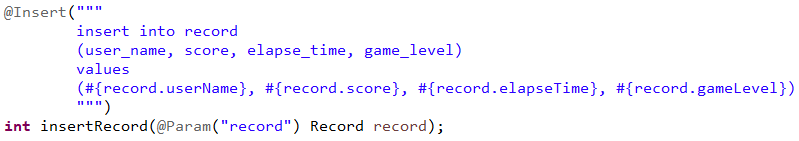 @Insert("""
insert into record
(user_name, score, elapse_time, game_level)
values
(#{record.userName}, #{record.score}, #{record.elapseTime}, #{record.gameLevel})
""")
int insertRecord(@Param("record") Record record);